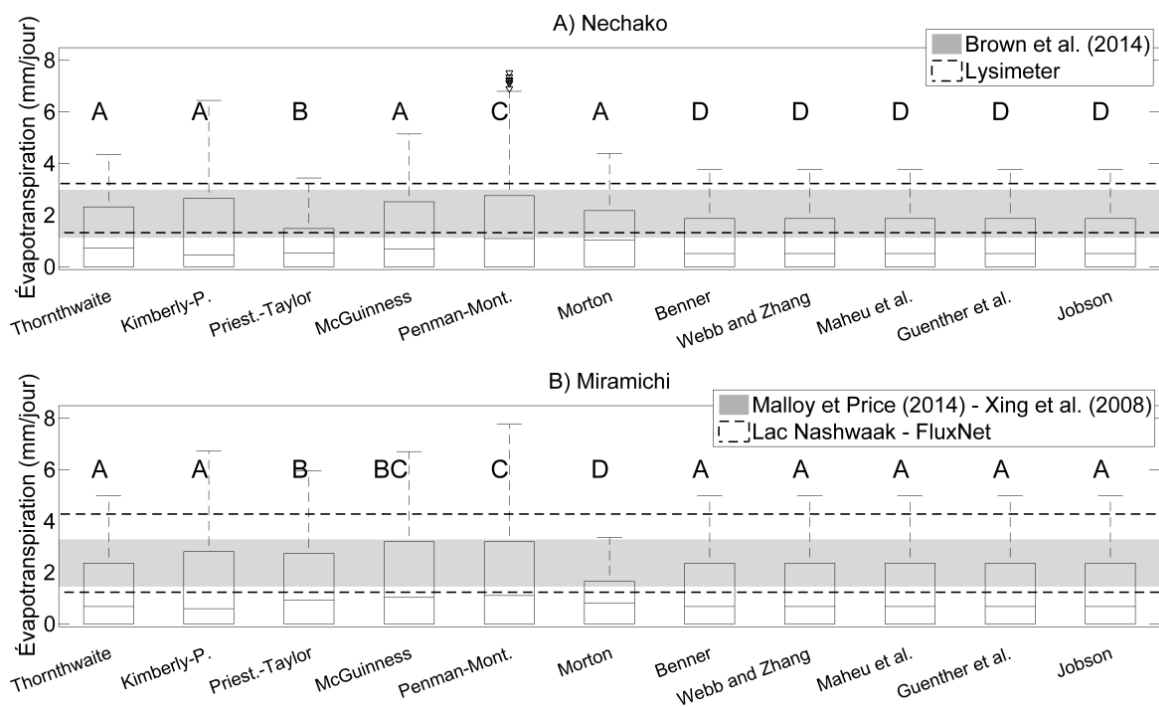 A) Nechako
Brown et al. (2014)
Lysimeter
Évapotranspiration (mm/jour)
8
6
4
2
0
A A B A C A D D D D D
Thornthwaite Kimberly-P. Priest.-Taylor McGuinness Penman-Mont. Morton Benner Webb and Zhang Maheu et al. Guenther et al. Jobson
B) Miramichi
Malloy et Price (2014) - Xing et al. (2008)
Lac Nashwaak - FluxNet
Évapotranspiration (mm/jour)
8
6
4
2
0
A A B BC C D A A A A A
Thornthwaite Kimberly-P. Priest.-Taylor McGuinness Penman-Mont. Morton Benner Webb and Zhang Maheu et al. Guenther et al. Jobson